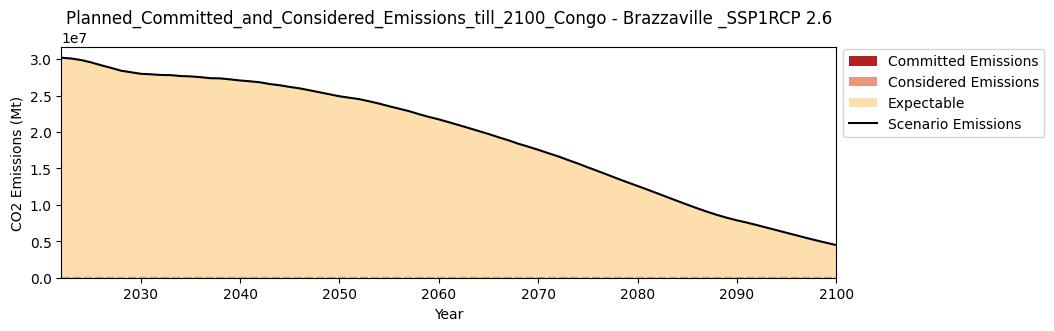 Planned_Committed_and_Considered_Emissions_till_2100_Congo - Brazzaville _SSP1RCP 2.6
1e7
3.0
2.5
2.0
1.5
1.0
0.5
0.0
CO2 Emissions (Mt)
2030 2040 2050 2060 2070 2080 2090 2100
Year
Committed Emissions
Considered Emissions
Expectable
Scenario Emissions